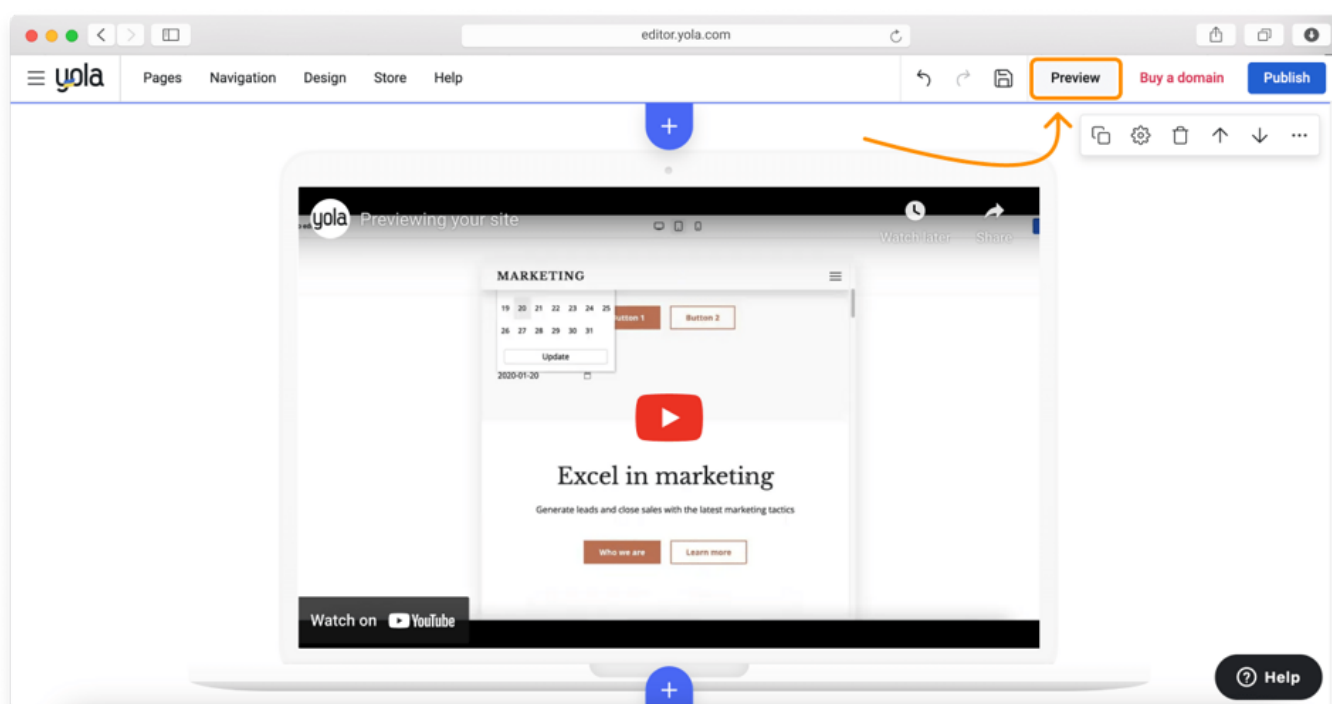 editor.yola.com
yola Pages Navigation Design Store Help Preview Buy a domain Publish
yola Previewing your site
Watch later Share
MARKETING
19 20 21 22 23 24 25
Button 2
26 27 28 29 30 31
Update
2020-01-20
Excel in marketing
Generate leads and close sales with the latest marketing tactics
Who we are Learn more
Watch on YouTube
Help